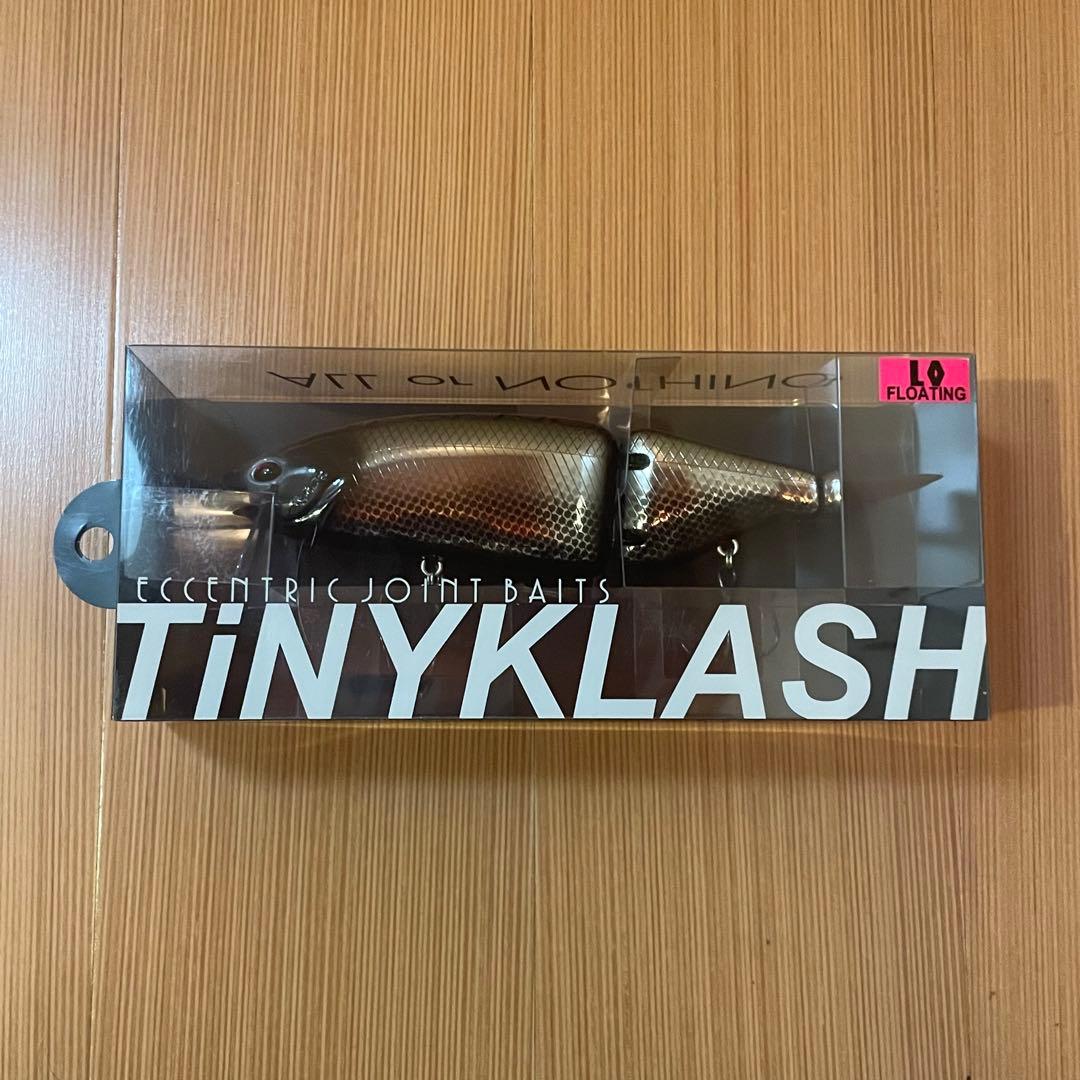 ALL or NOTHING
LO
FLOATING
ECCENTRIC JOINT BAITS
TiNYKLASH